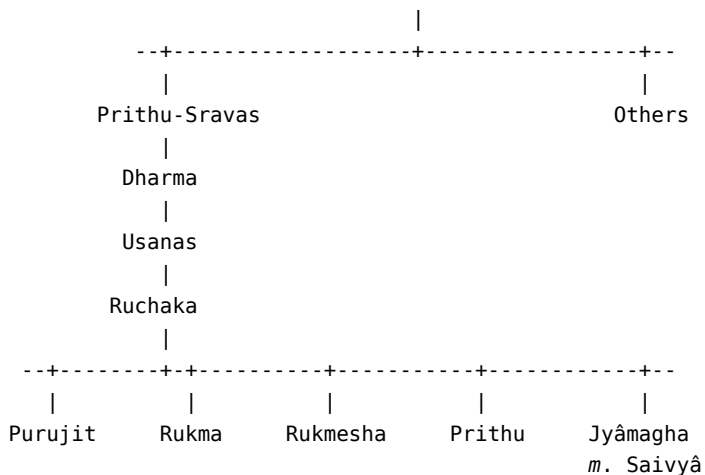 Prithu-Sravas Others
Dharma
Usanas
Ruchaka
Purujit Rukma Rukmesha Prithu Jyâmagha
m. Saivyâ